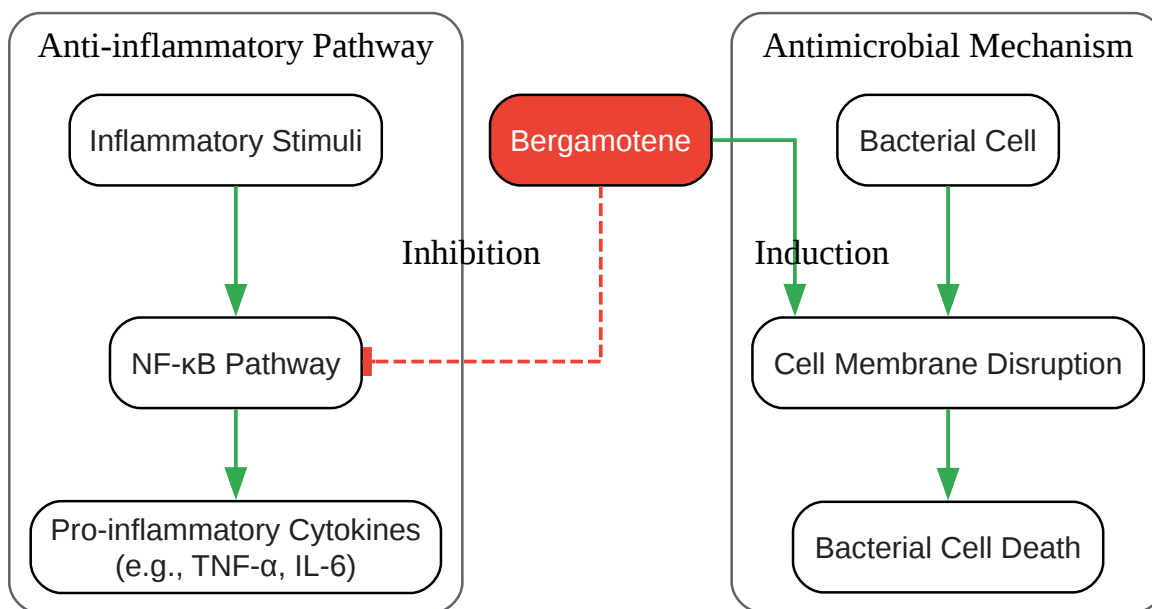 Anti-inflammatory Pathway
Inflammatory Stimuli
Inhibition
NF-κB Pathway
Pro-inflammatory Cytokines
(e.g., TNF-α, IL-6)
Bergamotene
Antimicrobial Mechanism
Bacterial Cell
Induction
Cell Membrane Disruption
Bacterial Cell Death